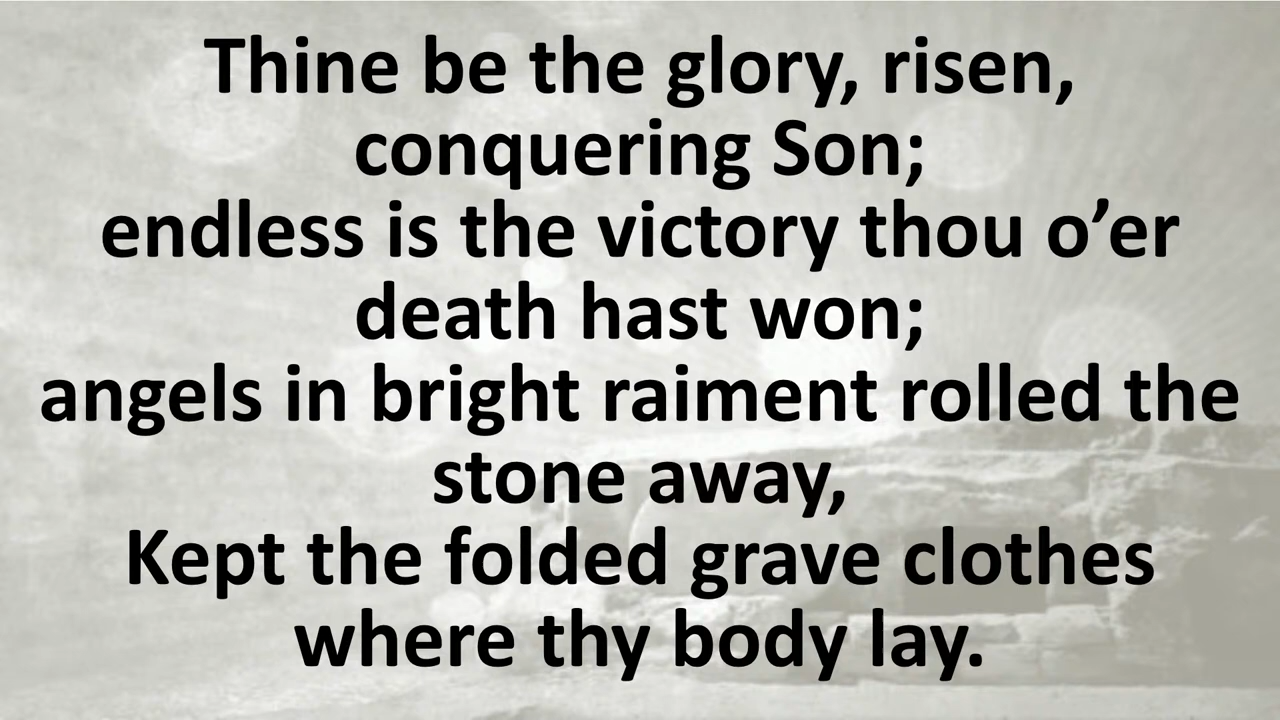 Thine be the glory, risen,
conquering Son;
endless is the victory thou o’er
death hast won;
angels in bright raiment rolled the
stone away,
Kept the folded grave clothes
where thy body lay.